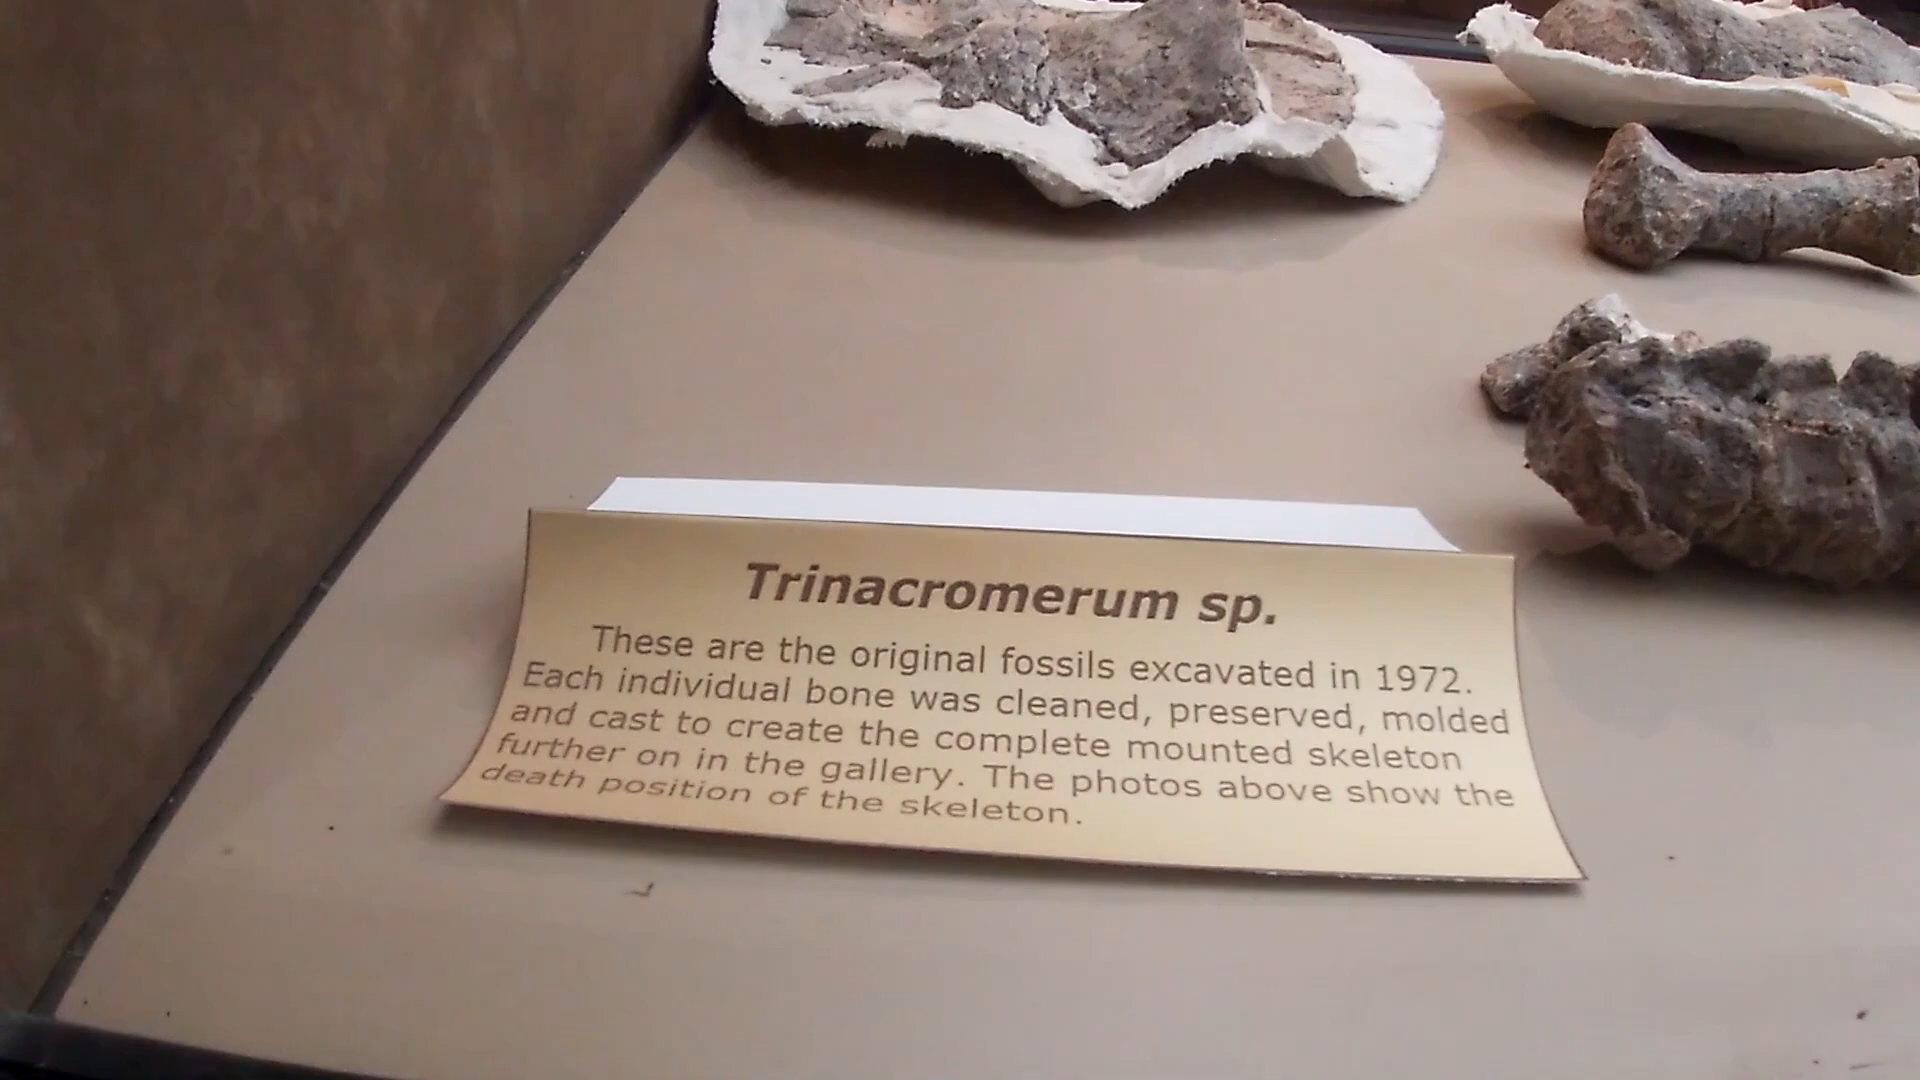 Trinacromerum sp.
These are the original fossils excavated in 1972.
Each individual bone was cleaned, preserved, molded
and cast to create the complete mounted skeleton
further on in the gallery. The photos above show the
death position of the skeleton.